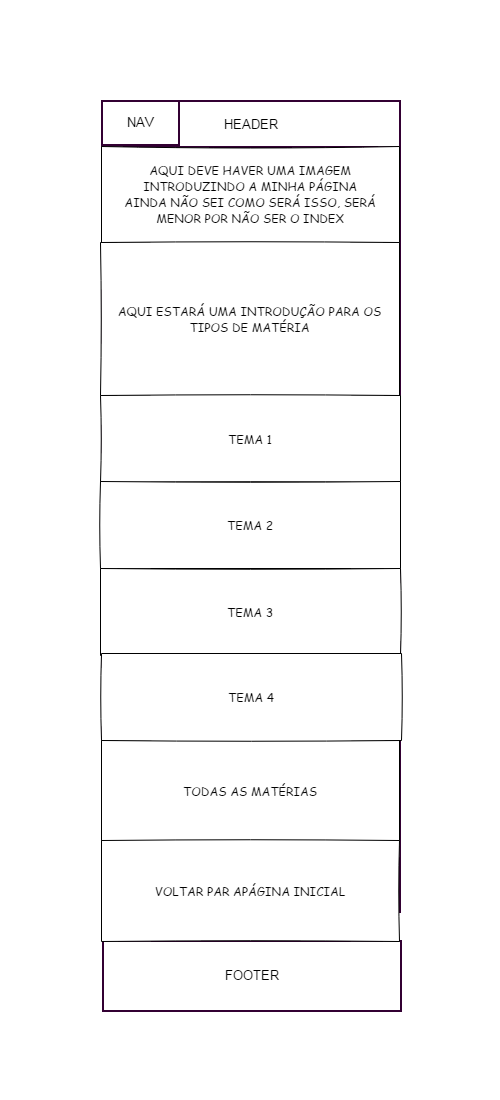 NAV
HEADER
AQUI DEVE HAVER UMA IMAGEM
INTRODUZINDO A MINHA PÁGINA
AINDA NÃO SEI COMO SERÁ ISSO, SERÁ
MENOR POR NÃO SER O INDEX
AQUI ESTARÁ UMA INTRODUÇÃO PARA OS
TIPOS DE MATÉRIA
TEMA 1
TEMA 2
TEMA 3
TEMA 4
TODAS AS MATÉRIAS
VOLTAR PAR APÁGINA INICIAL
FOOTER